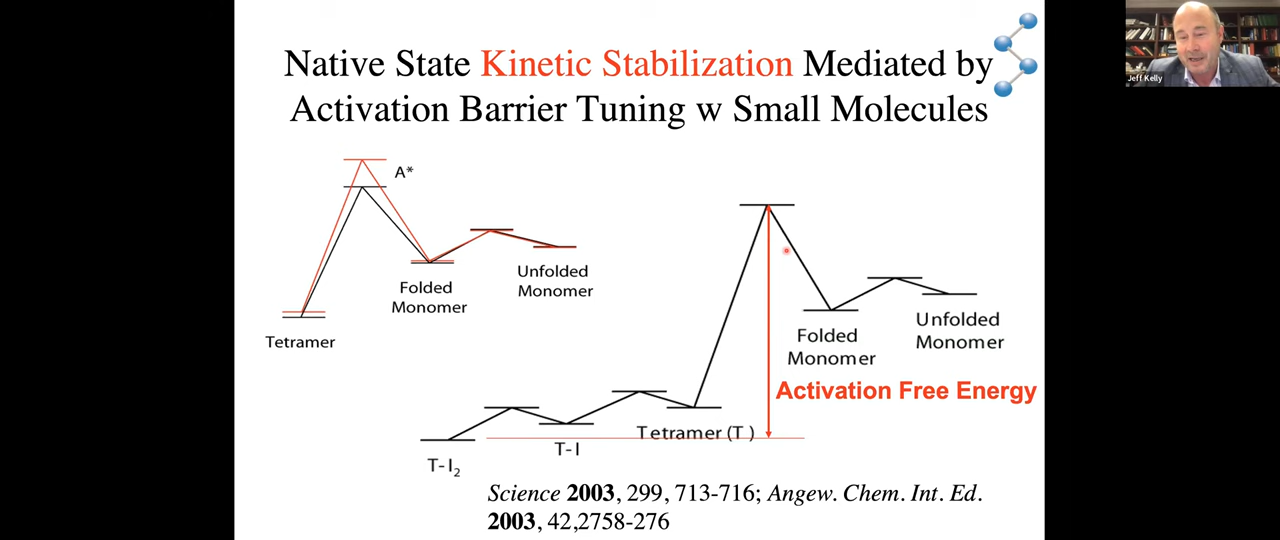 Native State Kinetic Stabilization Mediated by
Activation Barrier Tuning w Small Molecules
Jeff Kelly
A*
Folded
Monomer
Unfolded
Monomer
Tetramer
Folded
Monomer
Unfolded
Monomer
Activation Free Energy
Tetramer (T)
T-I
T-I₂
Science 2003, 299, 713-716; Angew. Chem. Int. Ed.
2003, 42,2758-276